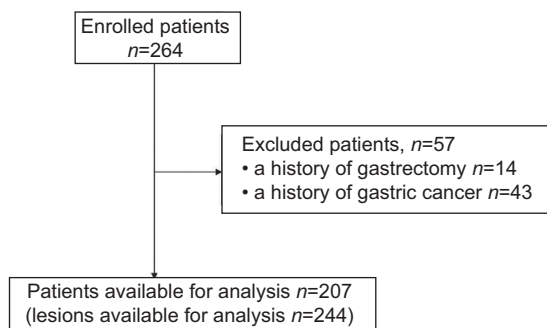 Enrolled patients
n=264
Excluded patients, n=57
• a history of gastrectomy n=14
• a history of gastric cancer n=43
Patients available for analysis n=207
(lesions available for analysis n=244)